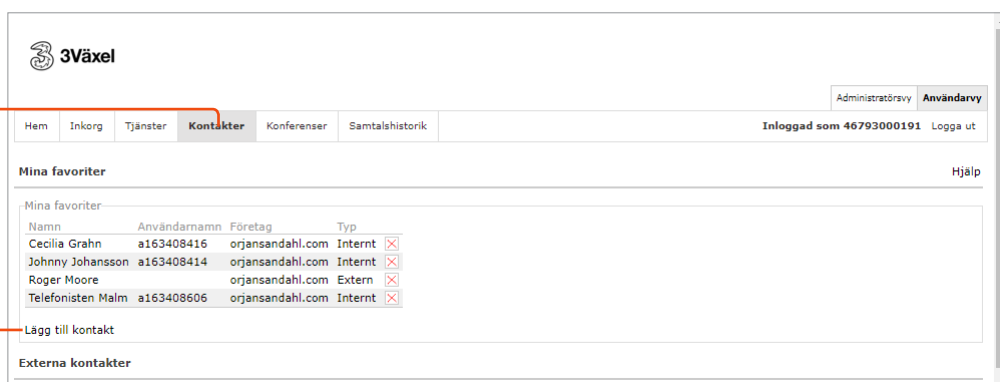 3Växel
Administratörsvy Användarvy
Hem Inkorg Tjänster Kontakter Konferenser Samtalshistorik Inloggad som 46793000191 Logga ut
Mina favoriter Hjälp
Mina favoriter
Namn Användarnamn Företag Typ
Cecilia Grahn a163408416 orjansandahl.com Internt
Johnny Johansson a163408414 orjansandahl.com Internt
Roger Moore orjansandahl.com Extern
Telefonisten Malm a163408606 orjansandahl.com Internt
Lägg till kontakt
Externa kontakter